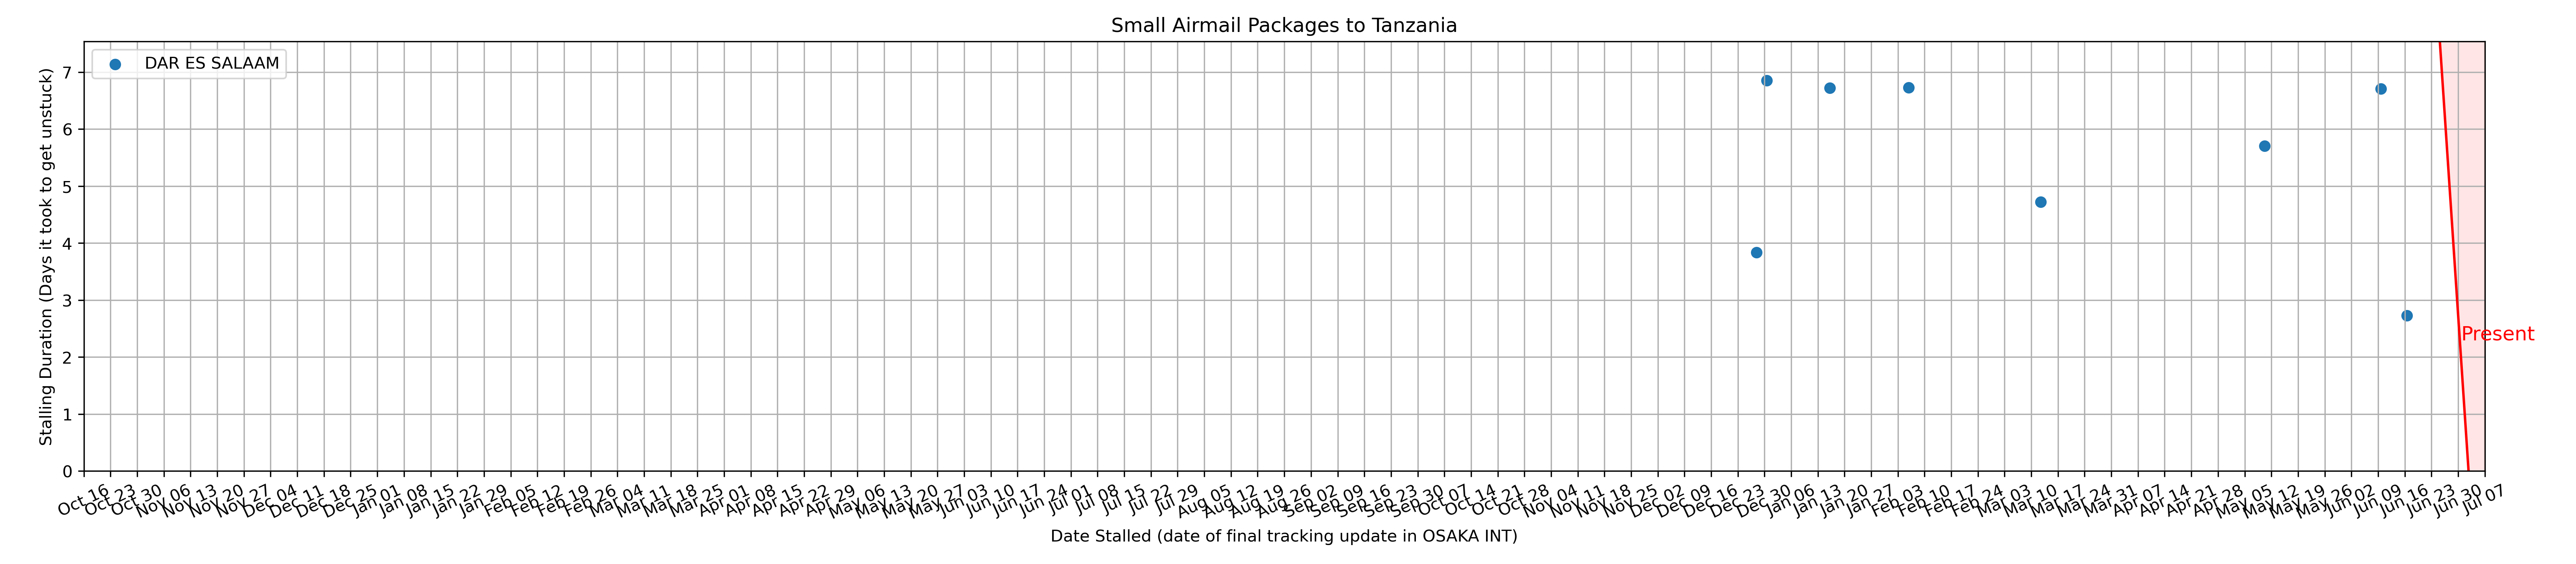 Small Airmail Packages to Tanzania
DAR ES SALAAM
Stalling Duration (Days it took to get unstuck)
7
6
5
4
3
2
1
0
Present
Oct 16
Oct 23
Oct 30
Nov 06
Nov 13
Nov 20
Nov 27
Dec 04
Dec 11
Dec 18
Dec 25
Jan 01
Jan 08
Jan 15
Jan 22
Jan 29
Feb 05
Feb 12
Feb 19
Feb 26
Mar 04
Mar 11
Mar 18
Mar 25
Apr 01
Apr 08
Apr 15
Apr 22
Apr 29
May 06
May 13
May 20
May 27
Jun 03
Jun 10
Jun 17
Jun 24
Jul 01
Jul 08
Jul 15
Jul 22
Jul 29
Aug 05
Aug 12
Aug 19
Aug 26
Sep 02
Sep 09
Sep 16
Sep 23
Sep 30
Oct 07
Oct 14
Oct 21
Oct 28
Nov 04
Nov 11
Nov 18
Nov 25
Dec 02
Dec 09
Dec 16
Dec 23
Dec 30
Jan 06
Jan 13
Jan 20
Jan 27
Feb 03
Feb 10
Feb 17
Feb 24
Mar 03
Mar 10
Mar 17
Mar 24
Mar 31
Apr 07
Apr 14
Apr 21
Apr 28
May 05
May 12
May 19
May 26
Jun 02
Jun 09
Jun 16
Jun 23
Jun 30
Jul 07
Date Stalled (date of final tracking update in OSAKA INT)